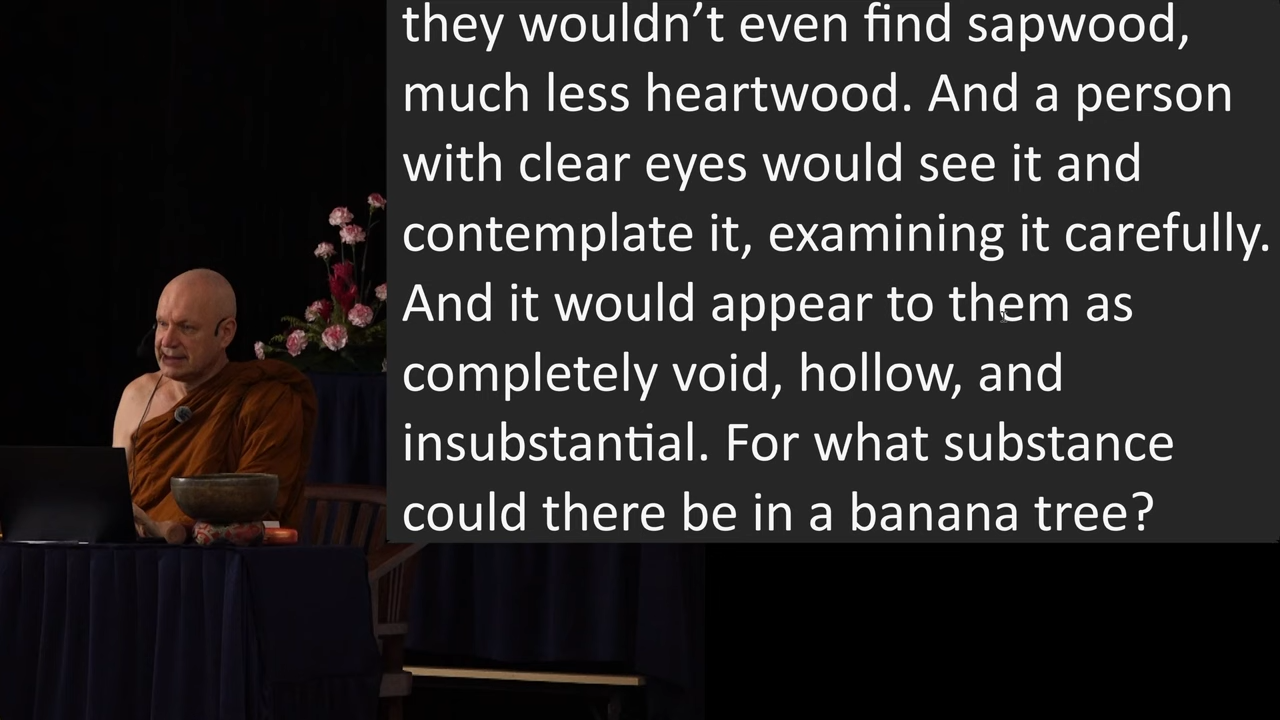 they wouldn’t even find sapwood,
much less heartwood. And a person
with clear eyes would see it and
contemplate it, examining it carefully.
And it would appear to them as
completely void, hollow, and
insubstantial. For what substance
could there be in a banana tree?